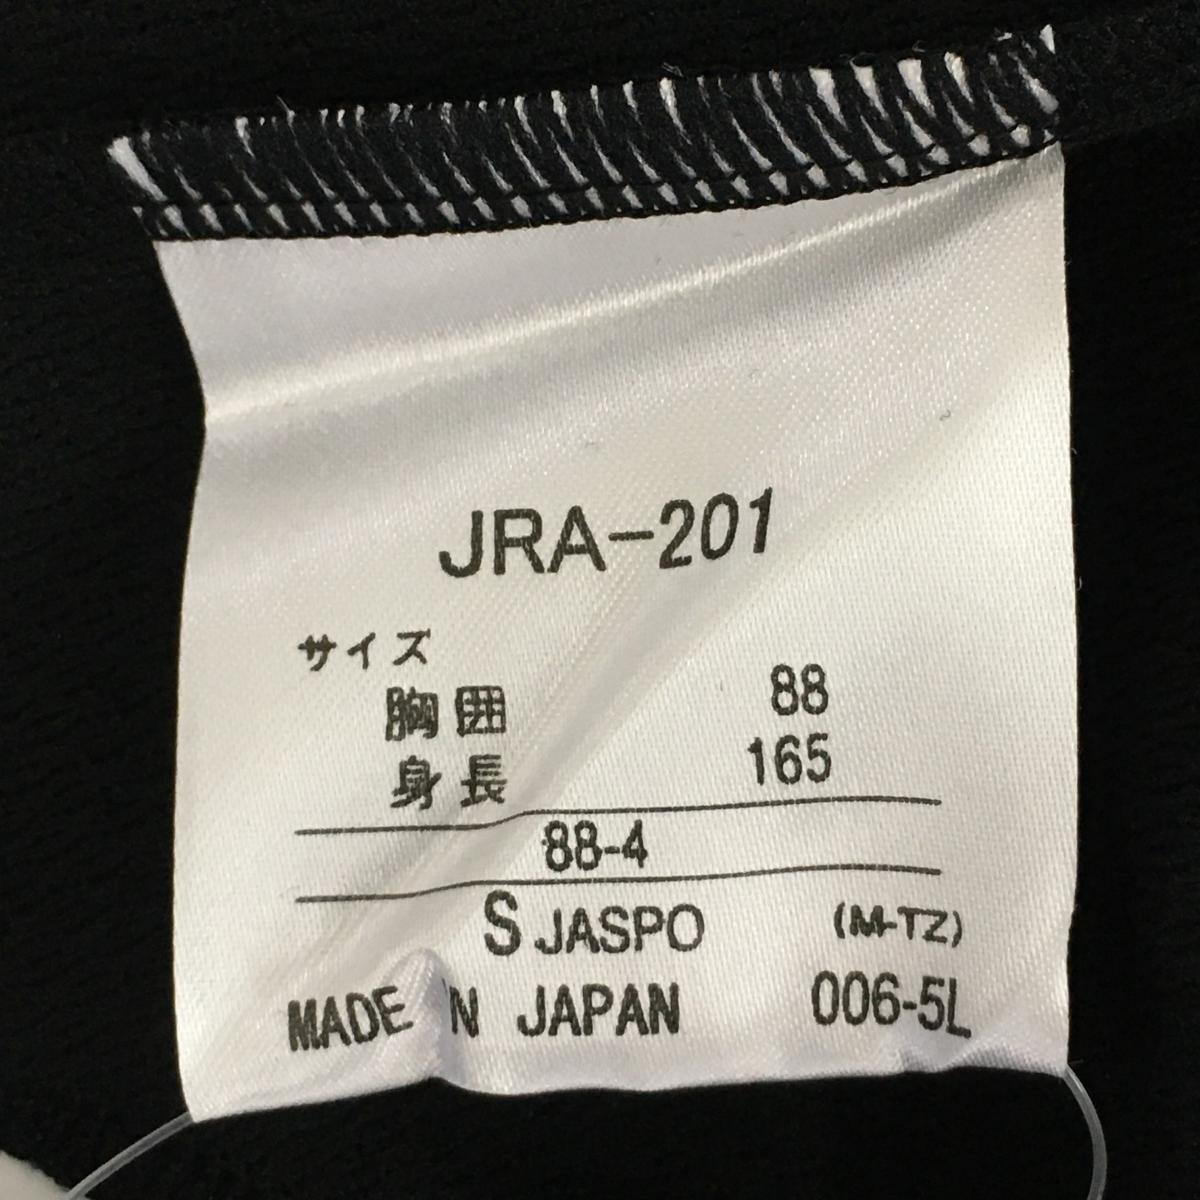 JRA-201
サイズ
胸囲 88
身長 165
88-4
S JASPO (M-TZ)
MADE IN JAPAN 006-5L